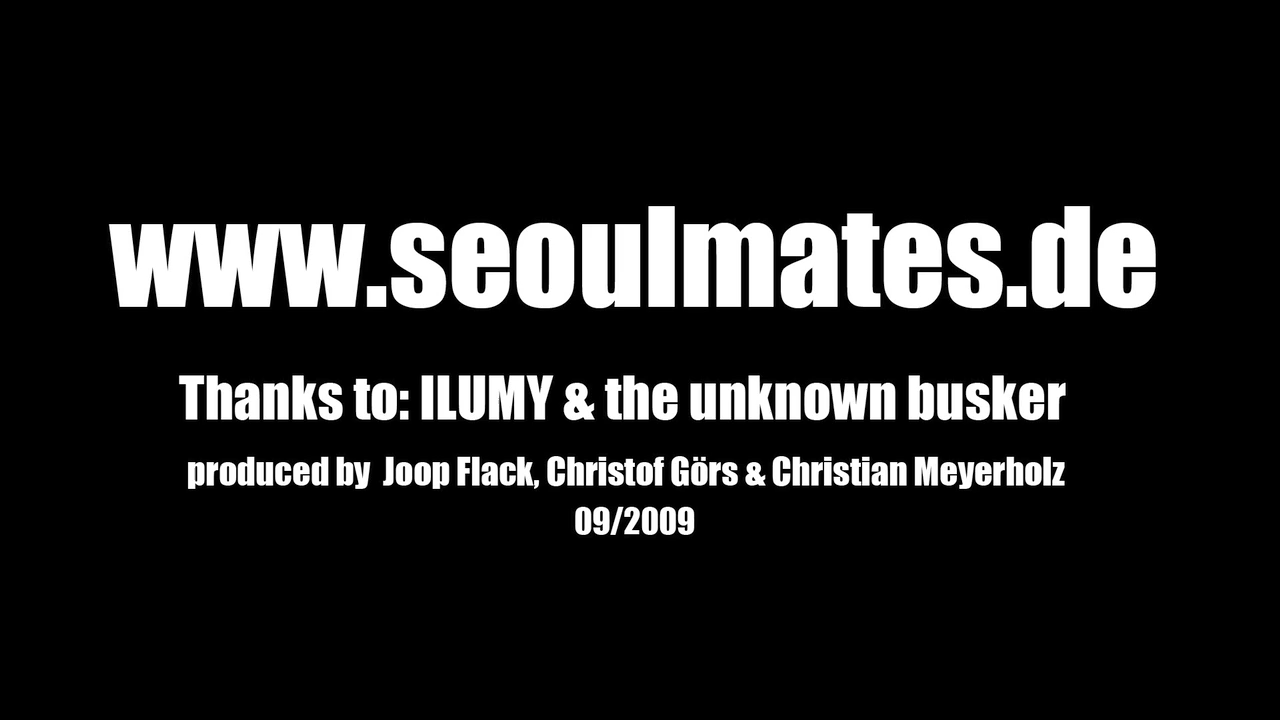 www.seoulmates.de
Thanks to: ILUMY & the unknown busker
produced by Joop Flack, Christof Görs & Christian Meyerholz
09/2009